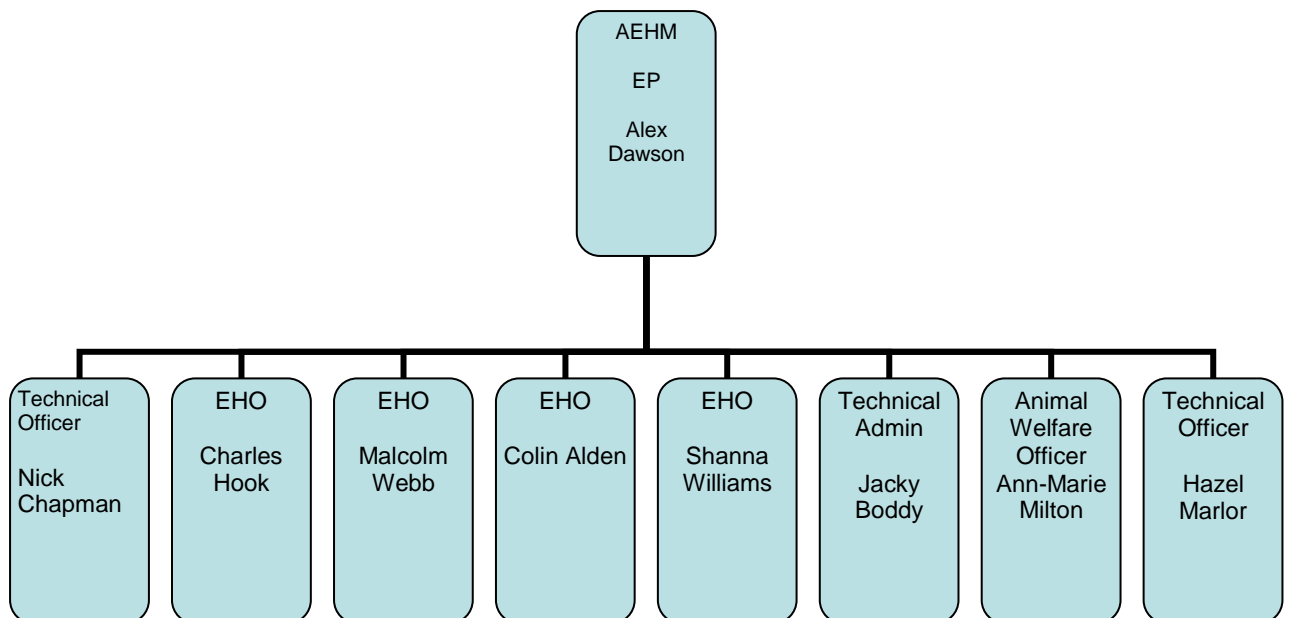 AEHM
EP
Alex
Dawson
Technical
Officer
Nick
Chapman
EHO
Charles
Hook
EHO
Malcolm
Webb
EHO
Colin Alden
EHO
Shanna
Williams
Technical
Admin
Jacky
Boddy
Animal
Welfare
Officer
Ann-Marie
Milton
Technical
Officer
Hazel
Marlor